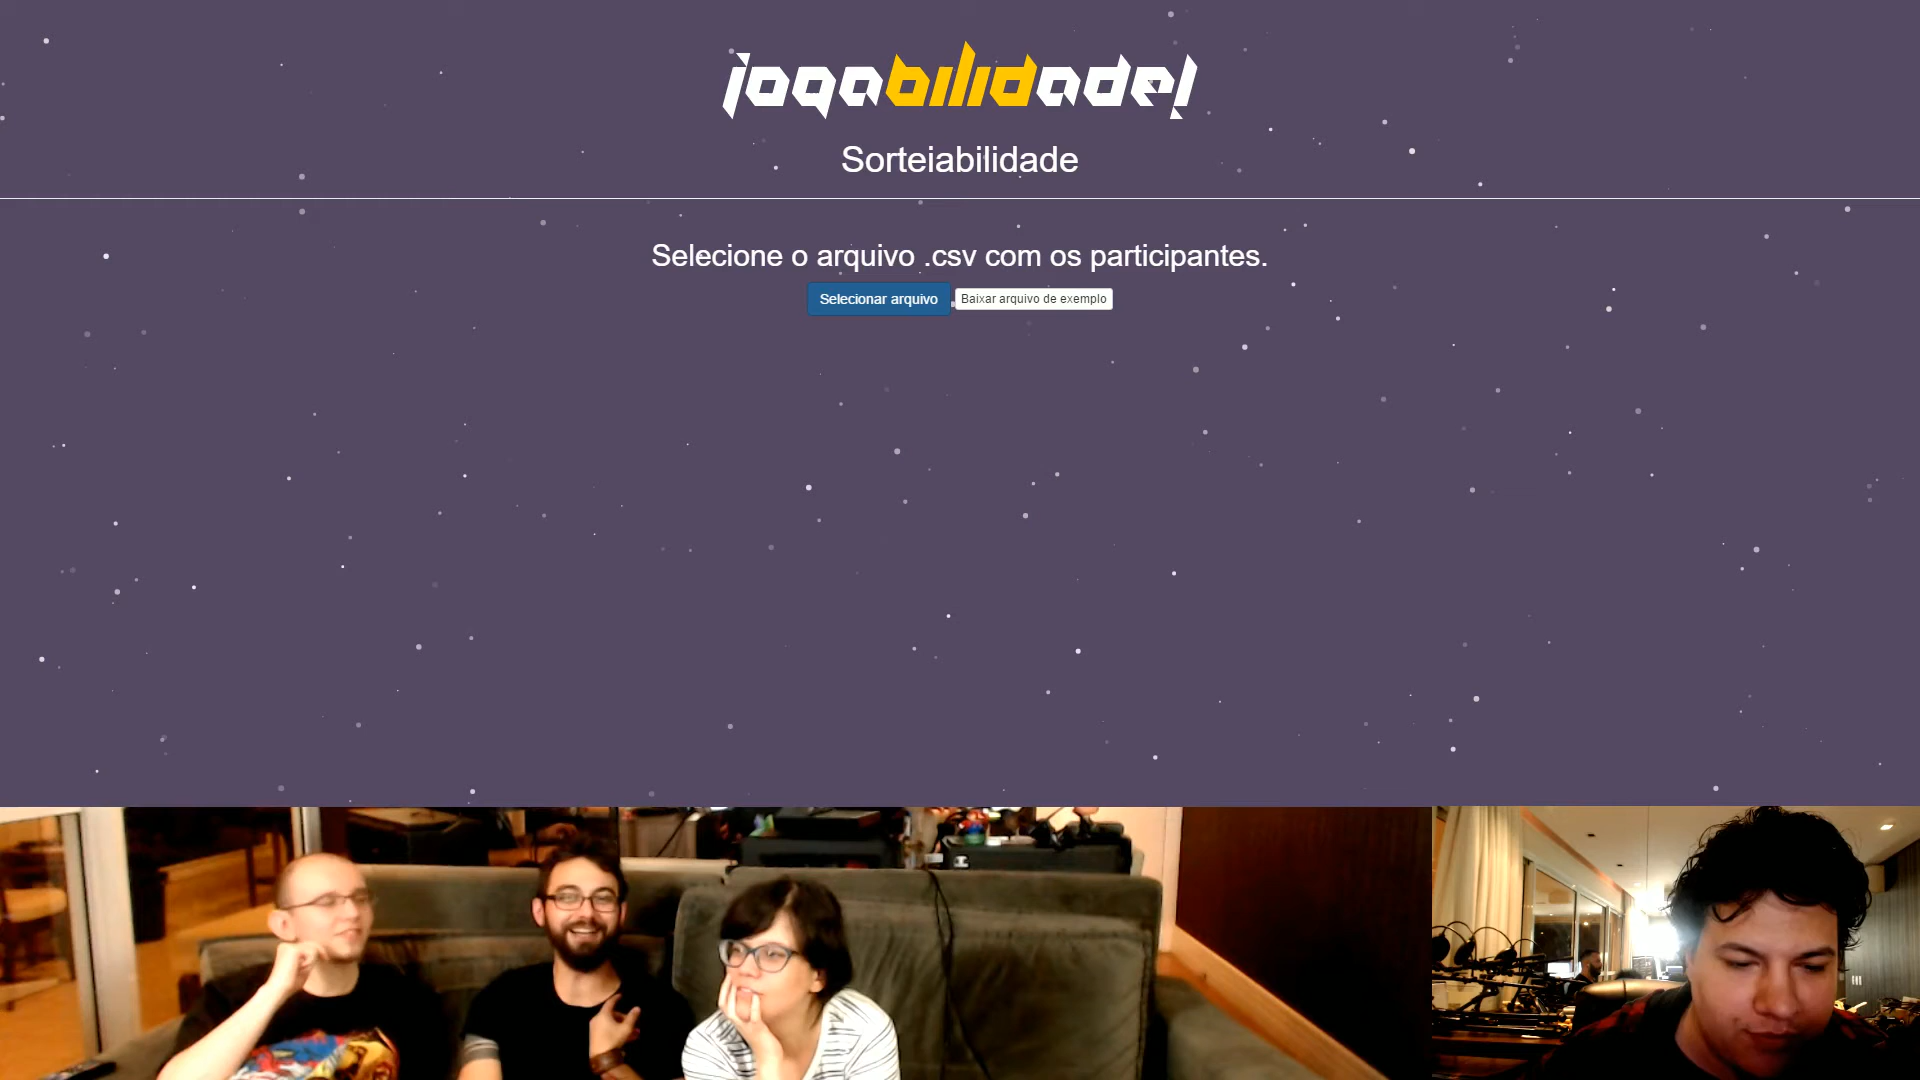 jogabilidade!
Sorteiabilidade
Selecione o arquivo .csv com os participantes.
Selecionar arquivo
Baixar arquivo de exemplo